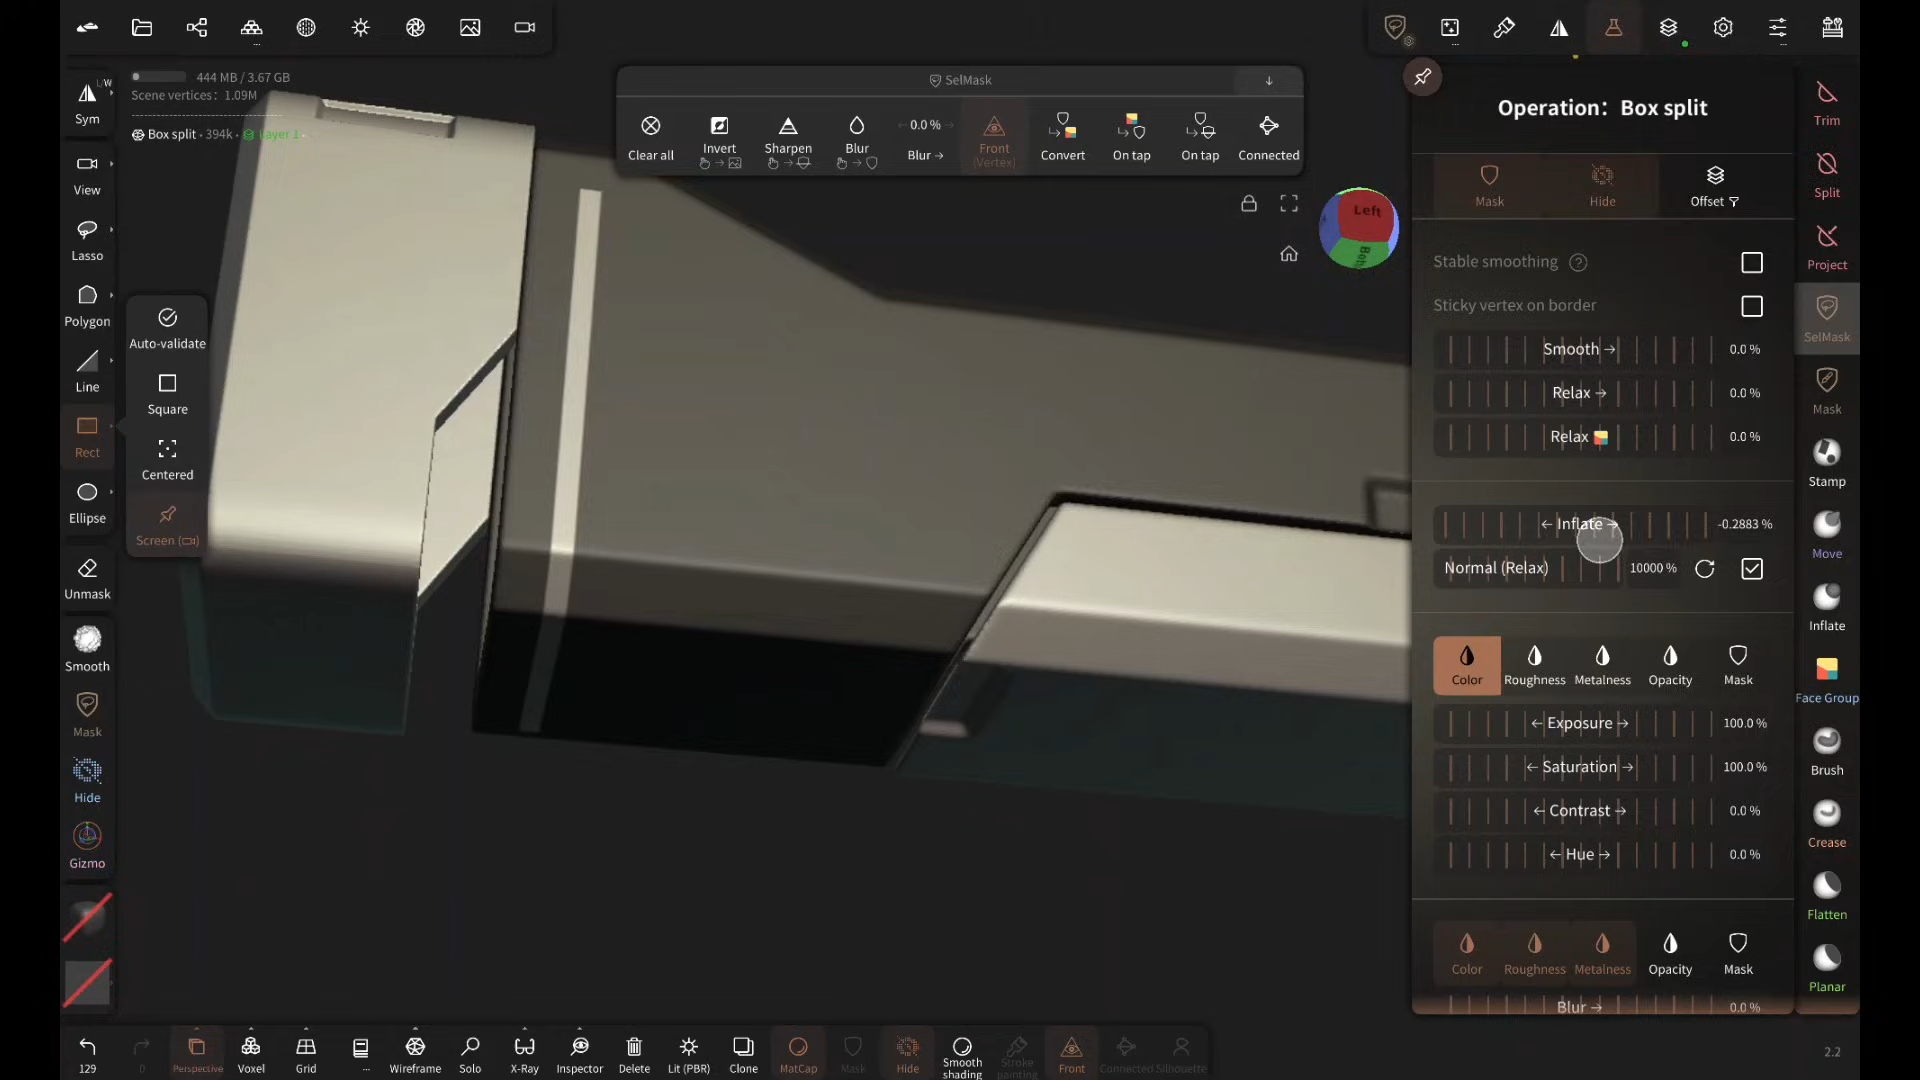 444 MB / 3.67 GB
Scene vertices: 1.09M
Box split • 394k • Layer 1
L/W
Sym
View
Lasso
Polygon
Line
Rect
Ellipse
Unmask
Smooth
Mask
Hide
Gizmo
Auto-validate
Square
Centered
Screen
SelMask
Clear all
Invert
Sharpen
Blur
0.0 %
Blur →
Front
(Vertex)
Convert
On tap
On tap
Connected
Left
Operation: Box split
Mask
Hide
Offset
Stable smoothing ?
Sticky vertex on border
Smooth → 0.0 %
Relax → 0.0 %
Relax 0.0 %
← Inflate → -0.2883 %
Normal (Relax) 10000 %
Color
Roughness
Metalness
Opacity
Mask
← Exposure → 100.0 %
← Saturation → 100.0 %
← Contrast → 0.0 %
← Hue → 0.0 %
Color
Roughness
Metalness
Opacity
Mask
Blur → 0.0 %
Trim
Split
Project
SelMask
Mask
Stamp
Move
Inflate
Face Group
Brush
Crease
Flatten
Planar
2.2
129
0
Perspective
Voxel
Grid
...
Wireframe
Solo
X-Ray
Inspector
Delete
Lit (PBR)
Clone
MatCap
Mask
Hide
Smooth shading
Stroke painting
Front
Connected
Silhouette